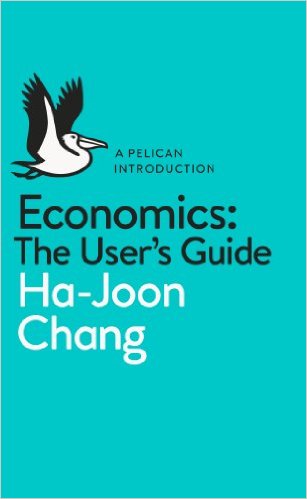 A PELICAN
INTRODUCTION
Economics:
The User's Guide
Ha-Joon
Chang